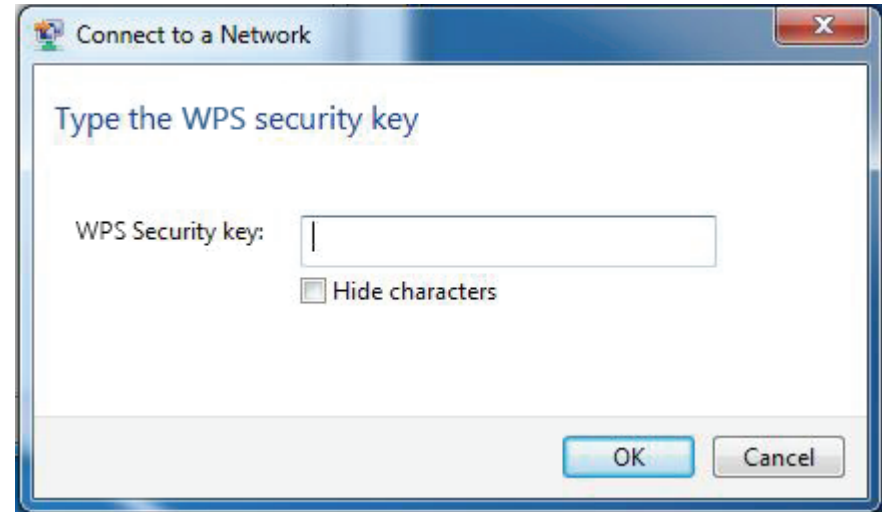 Connect to a Network
Type the WPS security key
WPS Security key:
Hide characters
OK Cancel